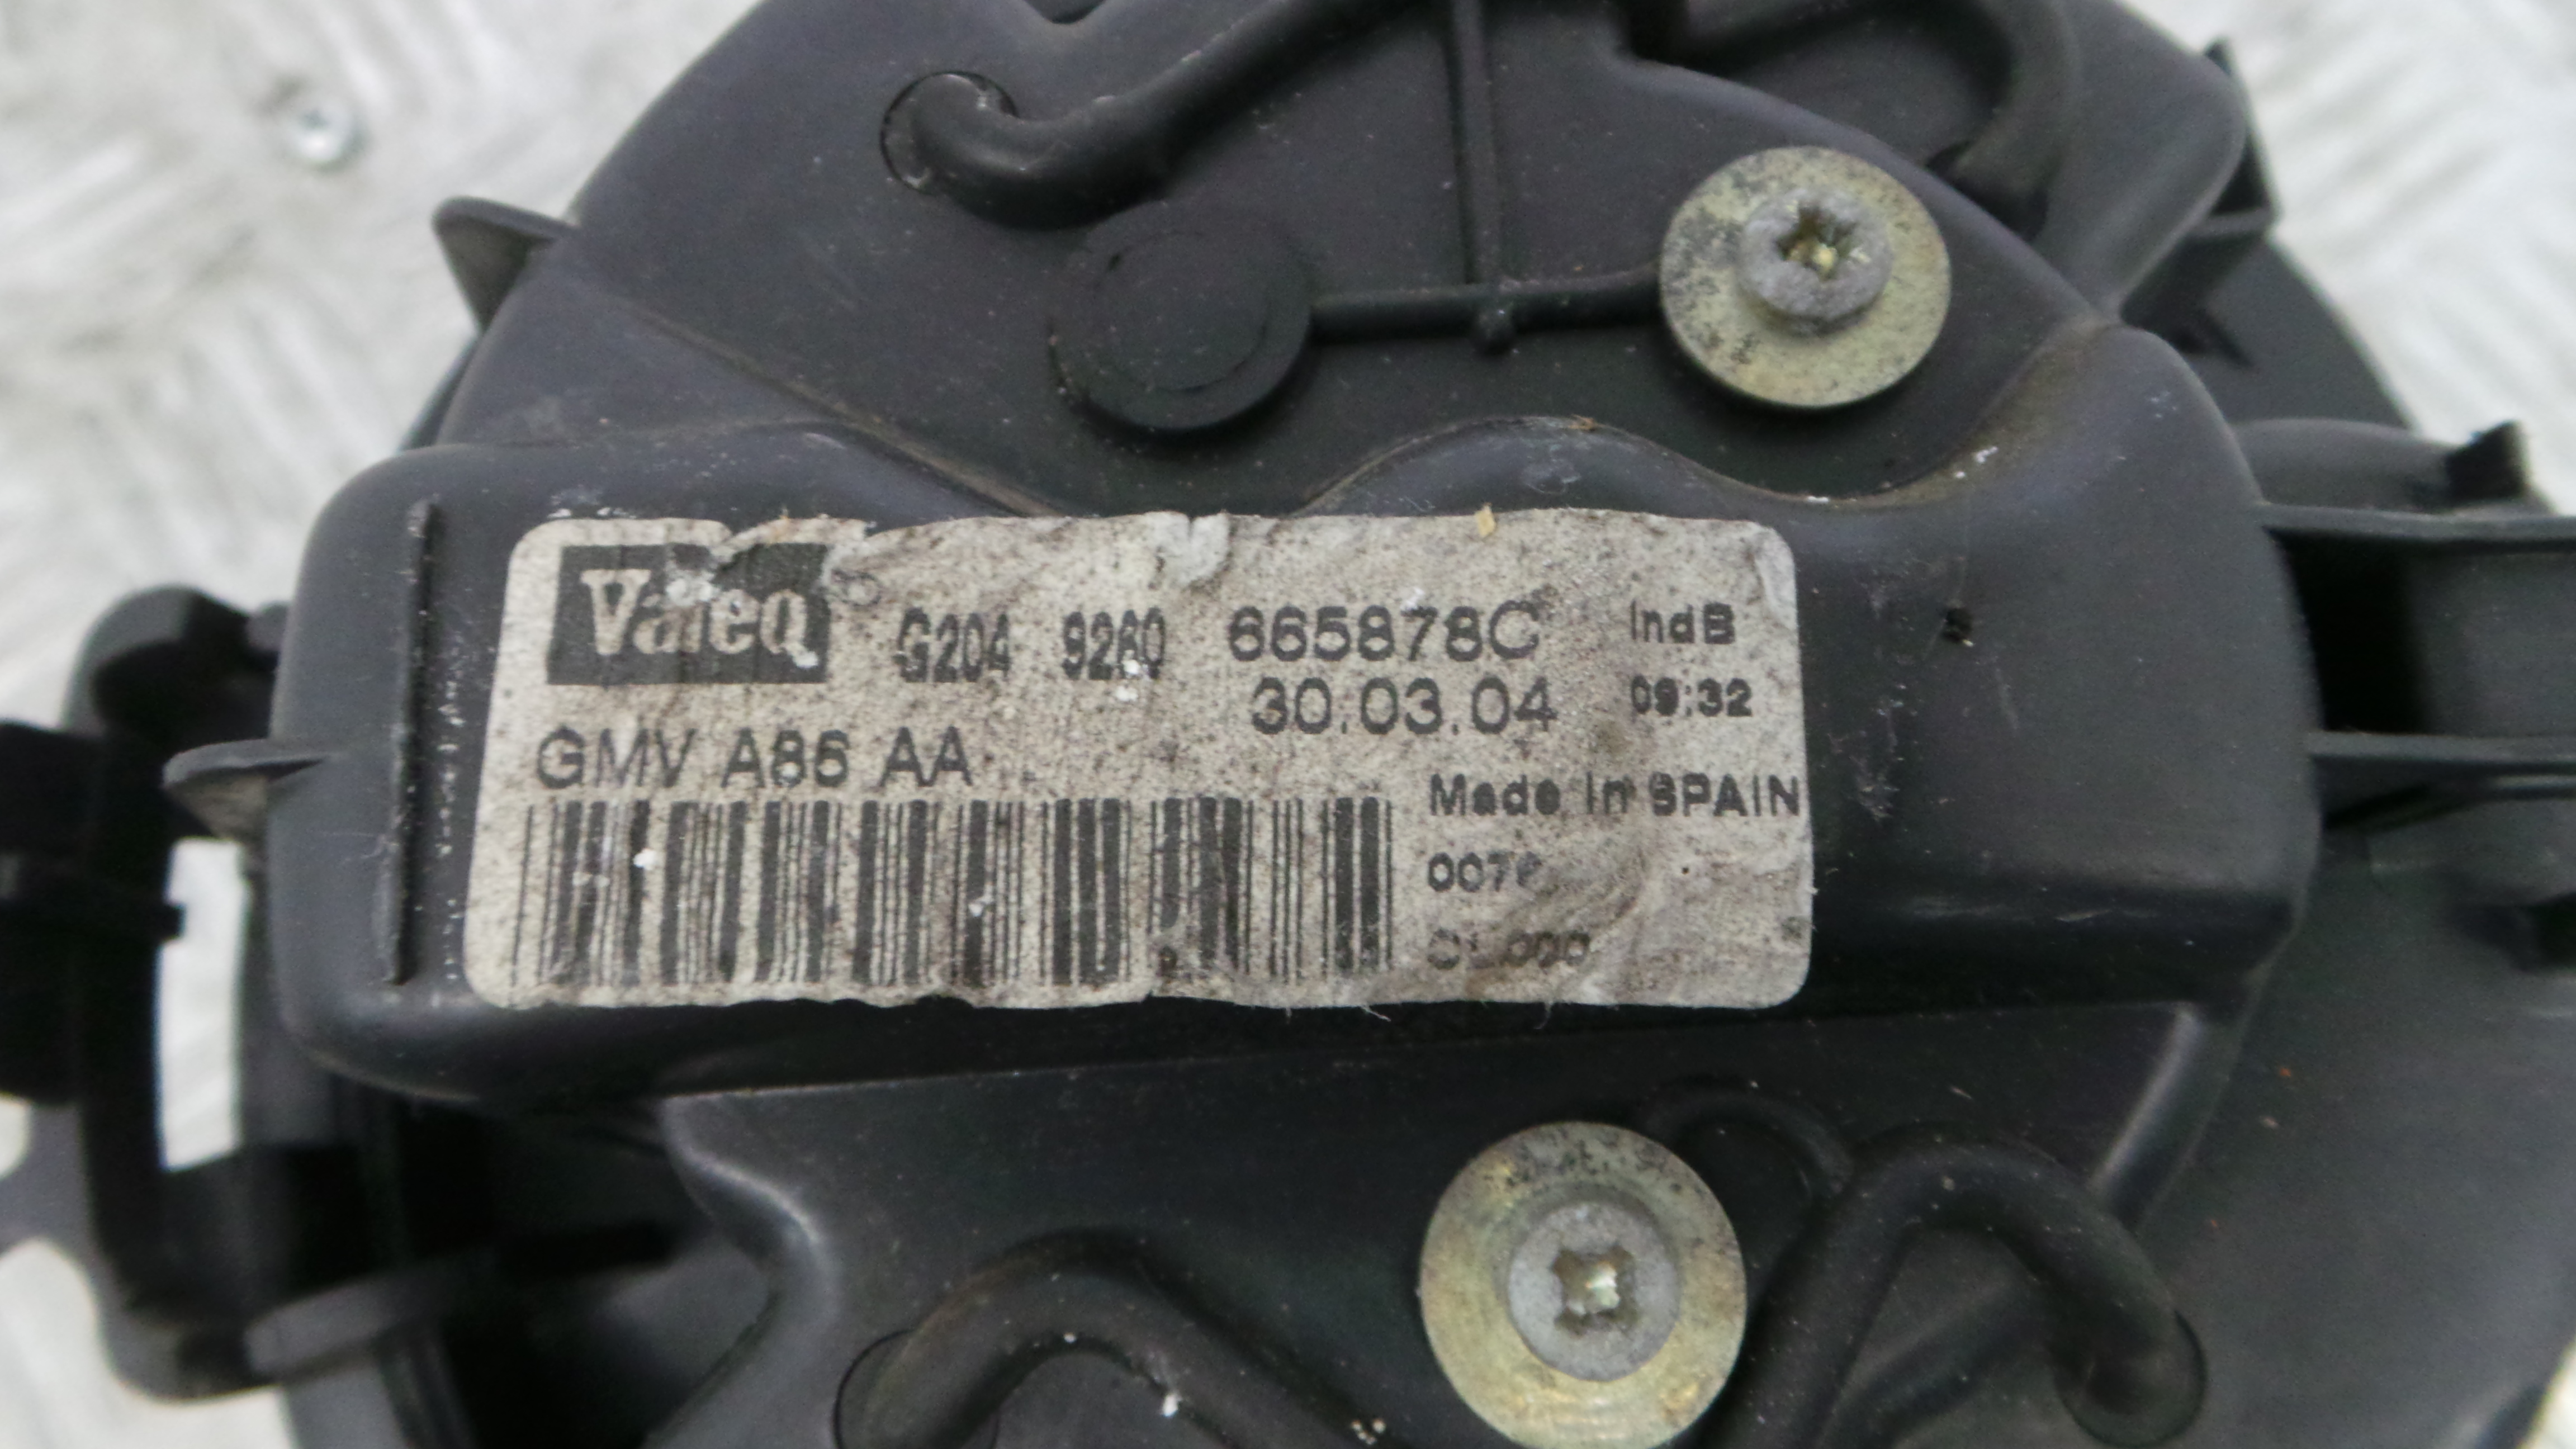 Valeo G204 9260 665878C IndB
30.03.04 09:32
GMV A86 AA
Made in SPAIN